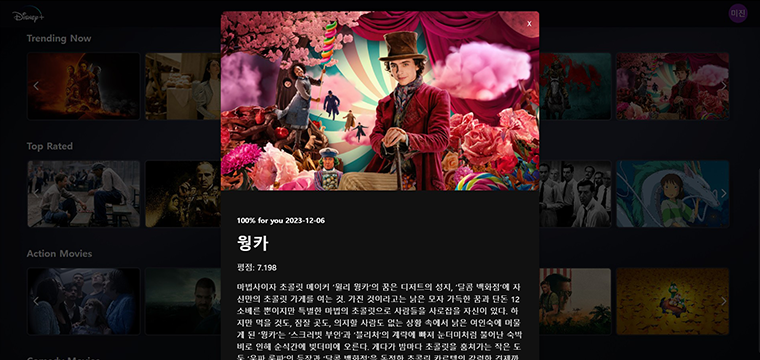 Disney+
미진
Trending Now
x
Top Rated
100% for you 2023-12-06
웡카
평점: 7.198
Action Movies
마법사이자 초콜릿 메이커 '윌리 웡카'의 꿈은 디저트의 성지, '달콤 백화점'에 자
신만의 초콜릿 가게를 여는 것. 가진 것이라고는 낡은 모자 가득한 꿈과 단돈 12
소베른 뿐이지만 특별한 마법의 초콜릿으로 사람들을 사로잡을 자신이 있다. 하
지만 먹을 것도, 잠잘 곳도, 의지할 사람도 없는 상황 속에서 낡은 여인숙에 머물
게 된 '웡카'는 '스크러빗 부인'과 '블리처'의 계략에 빠져 눈더미처럼 불어난 숙박
비로 인해 순식간에 빚더미에 오른다. 게다가 밤마다 초콜릿을 훔쳐가는 작은 도
둑 '움파 룸파'의 등장과 '달콤 백화점'을 독점한 초콜릿 카르텔의 강력한 견제까
Comedy Movies